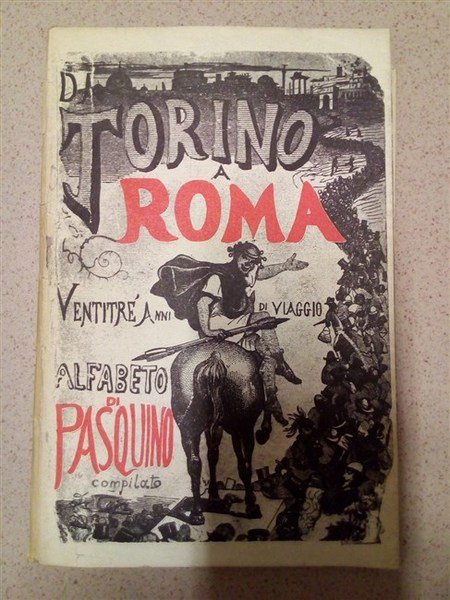 DI
TORINO
A
ROMA
VENTITRÉ ANNI DI VIAGGIO
ALFABETO
DI
PASQUINO
compilato